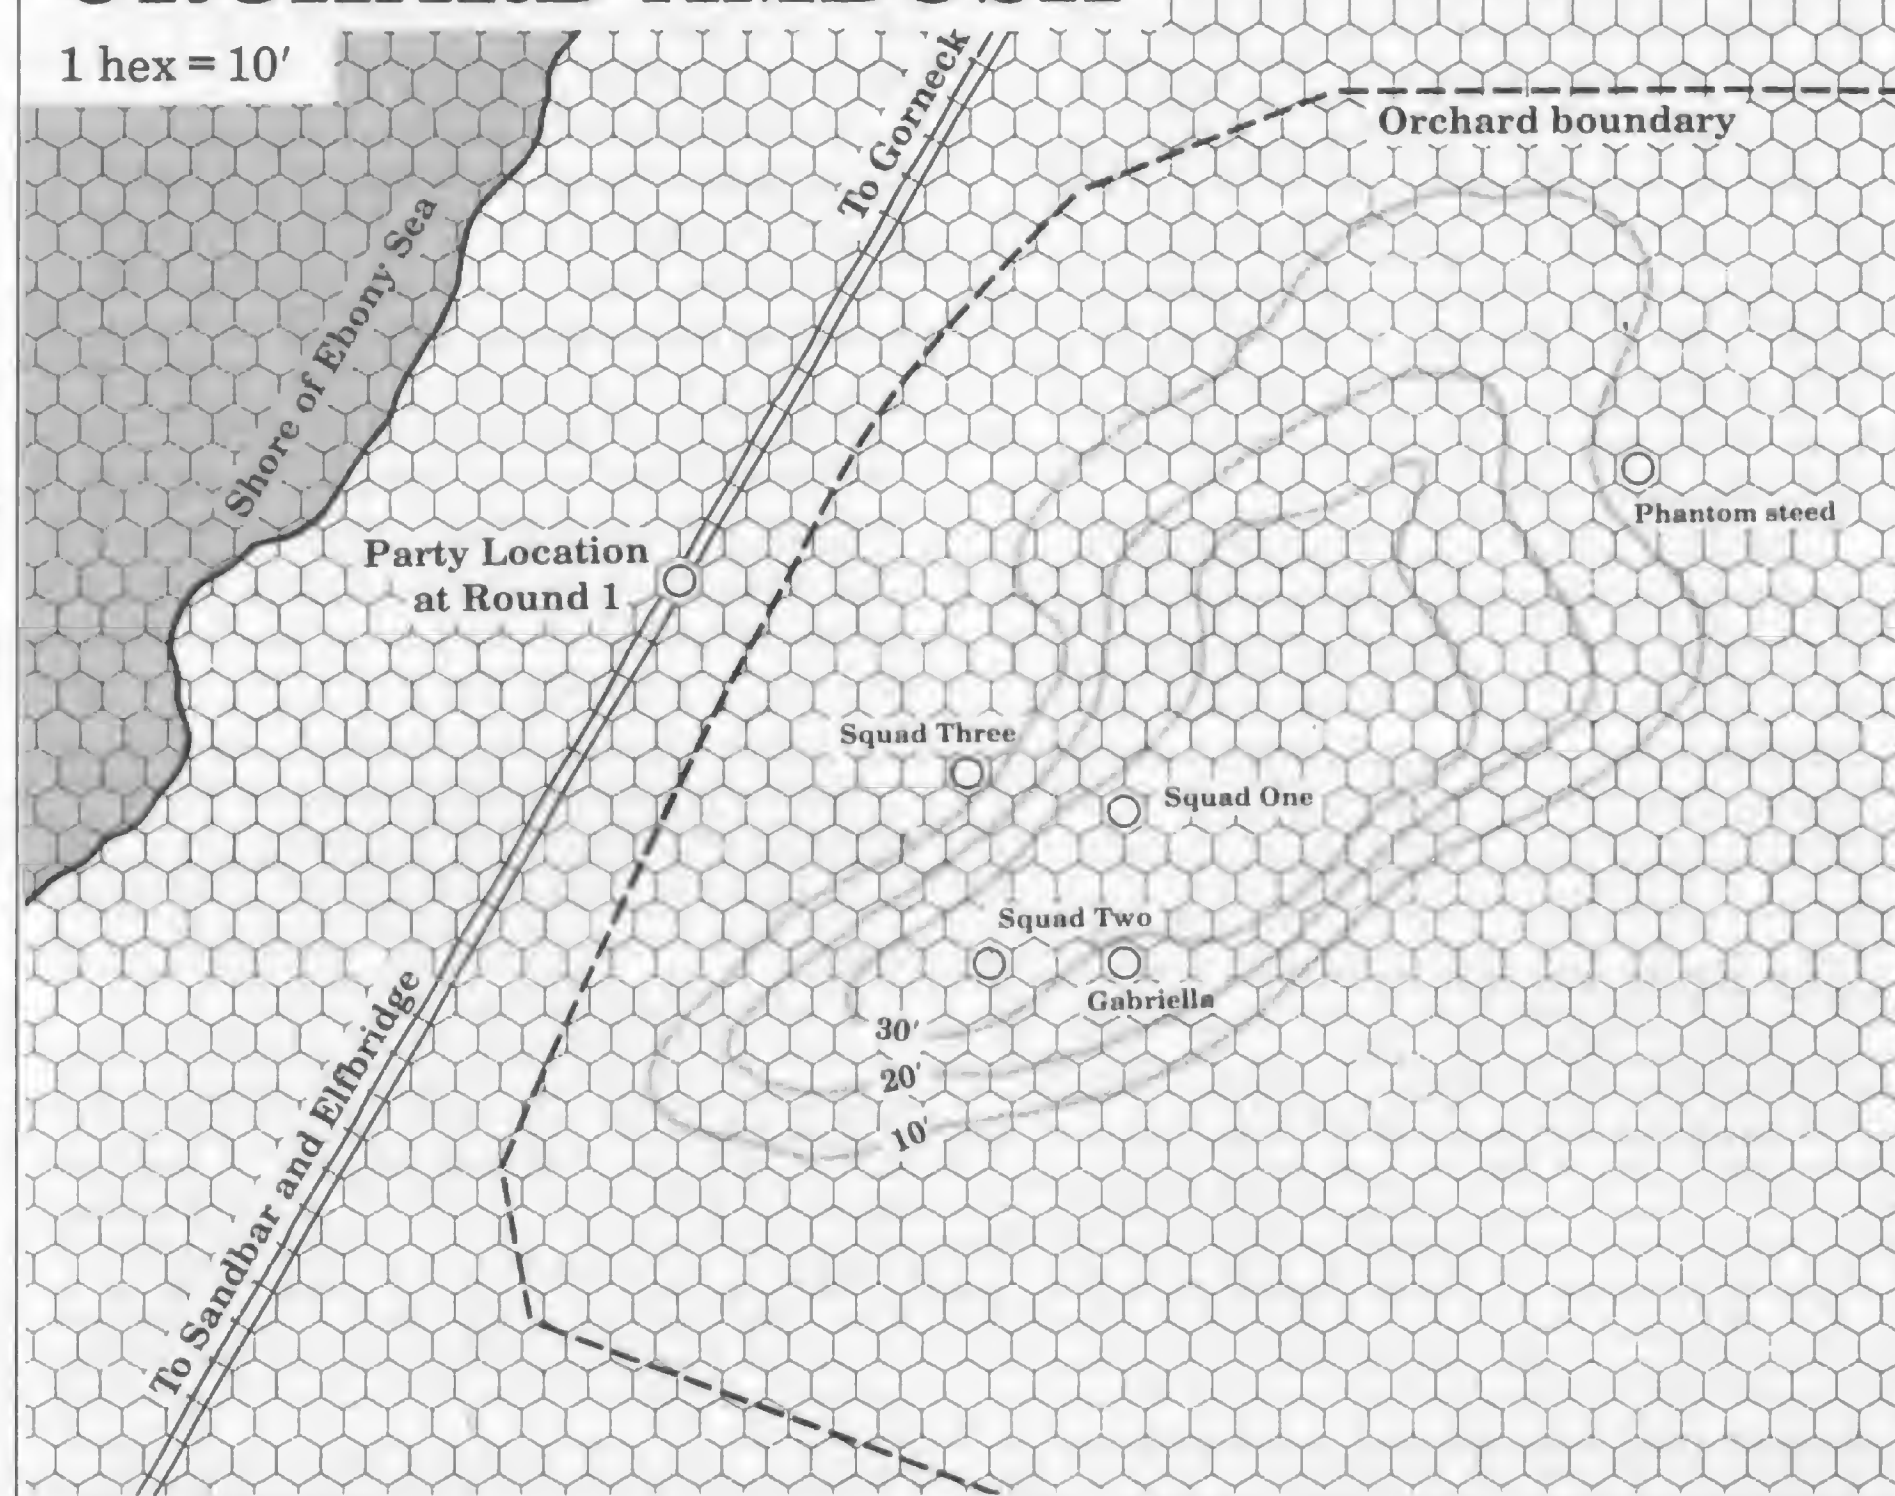 1 hex = 10'
To Gorneck
Orchard boundary
Shore of Ebony Sea
Phantom steed
Party Location
at Round 1
Squad Three
Squad One
Squad Two
Gabriella
30'
20'
10'
To Sandbar and Elfbridge